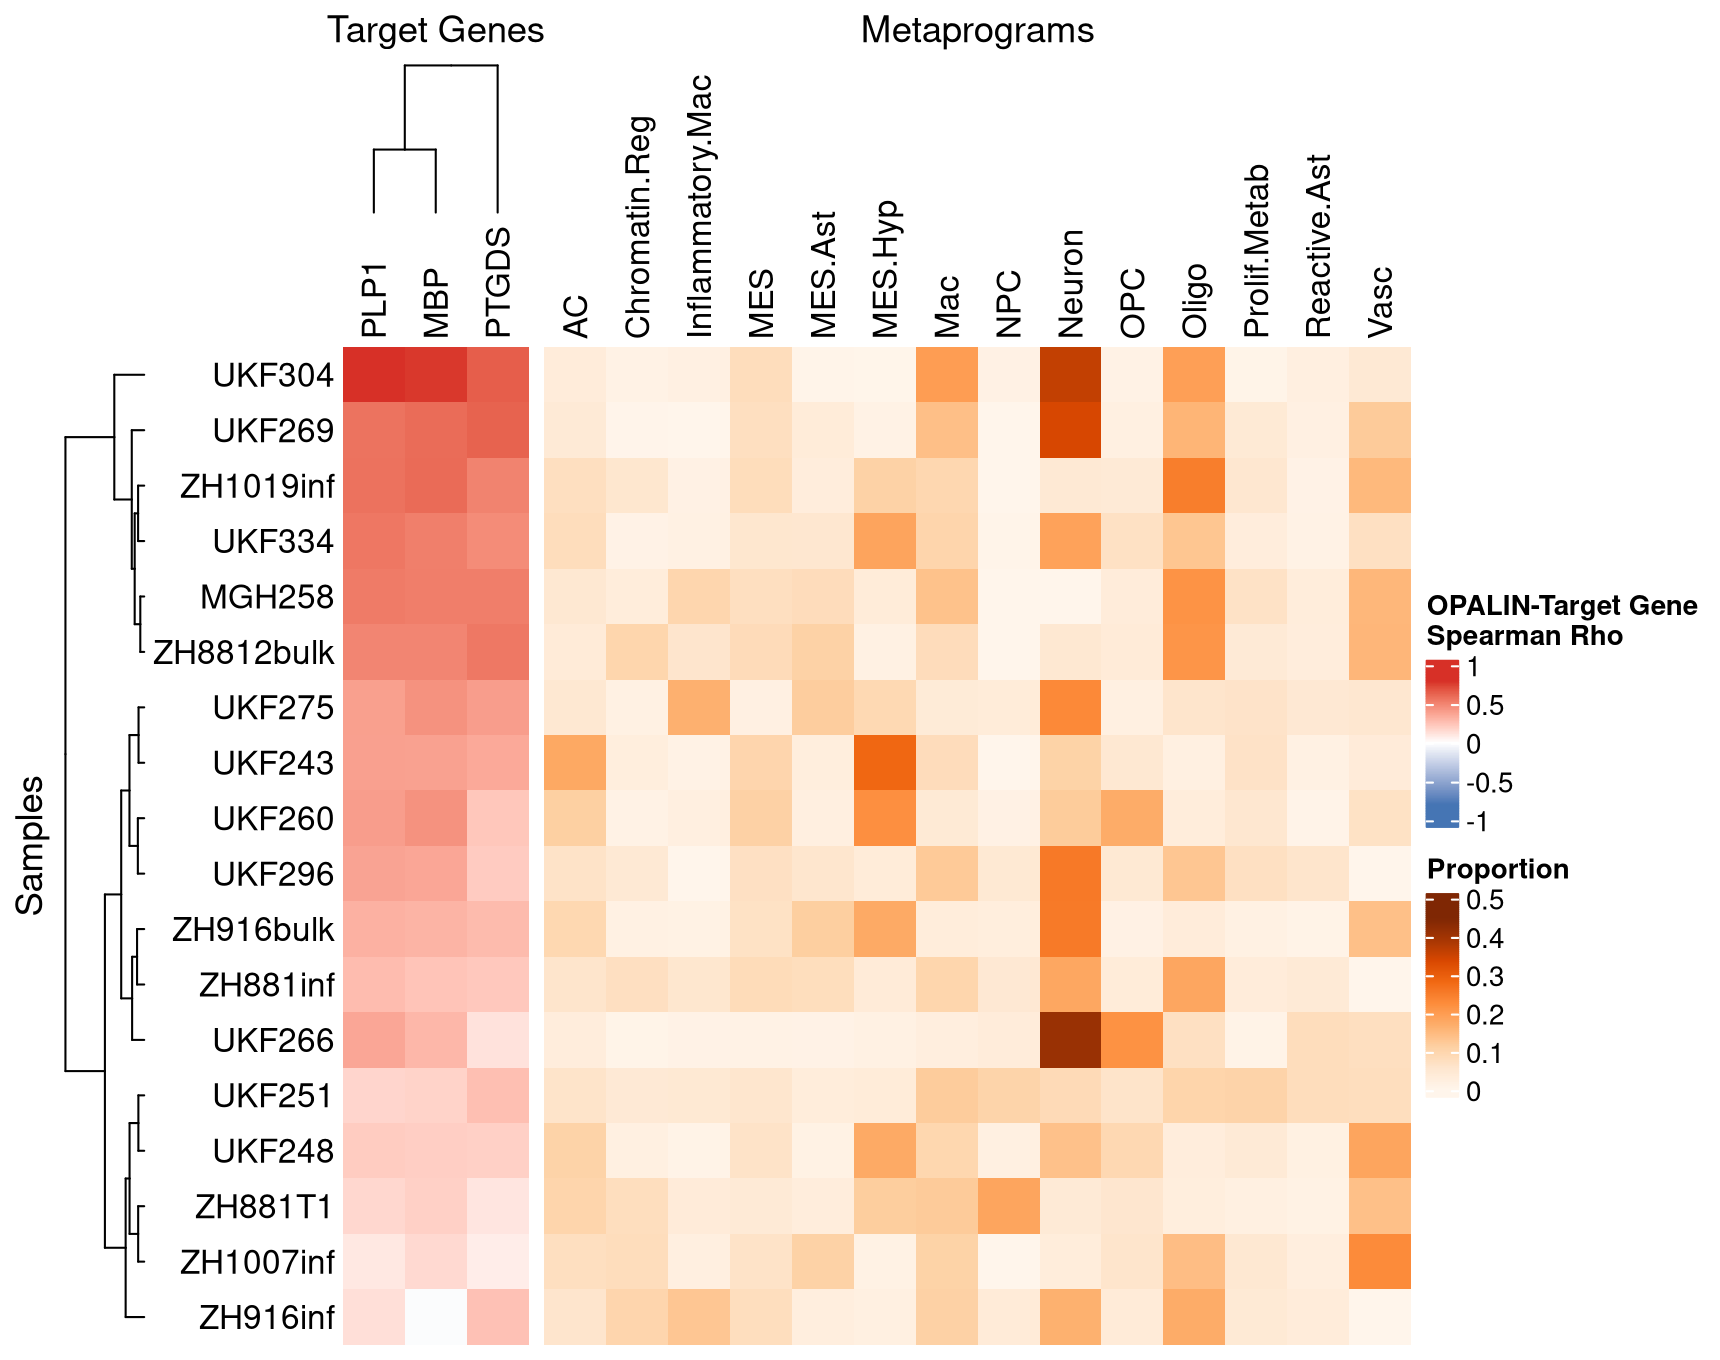 Target Genes
Metaprograms
PLP1
MBP
PTGDS
AC
Chromatin.Reg
Inflammatory.Mac
MES
MES.Ast
MES.Hyp
Mac
NPC
Neuron
OPC
Oligo
Prolif.Metab
Reactive.Ast
Vasc
Samples
UKF304
UKF269
ZH1019inf
UKF334
MGH258
ZH8812bulk
UKF275
UKF243
UKF260
UKF296
ZH916bulk
ZH881inf
UKF266
UKF251
UKF248
ZH881T1
ZH1007inf
ZH916inf
OPALIN-Target Gene
Spearman Rho
1
0.5
0
-0.5
-1
Proportion
0.5
0.4
0.3
0.2
0.1
0